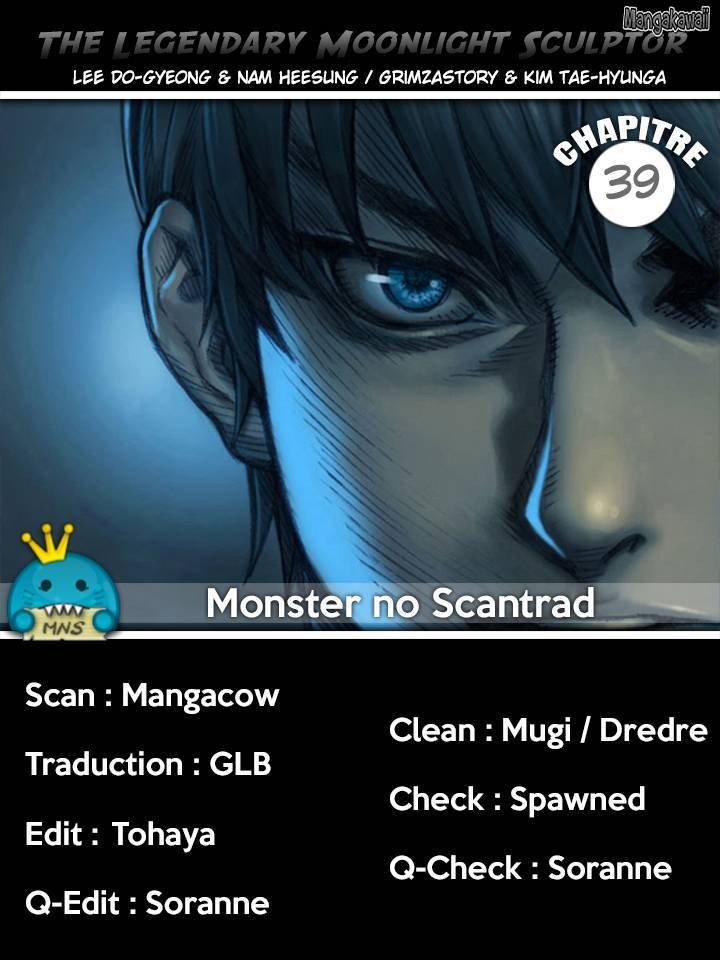 Mangakawaii
The Legendary Moonlight Sculptor
Lee Do-Gyeong & Nam Heesung / Grimzastory & Kim Tae-Hyunga
CHAPITRE
39
Monster no Scantrad
MNS
Scan : Mangacow
Traduction : GLB
Edit : Tohaya
Q-Edit : Soranne
Clean : Mugi / Dredre
Check : Spawned
Q-Check : Soranne